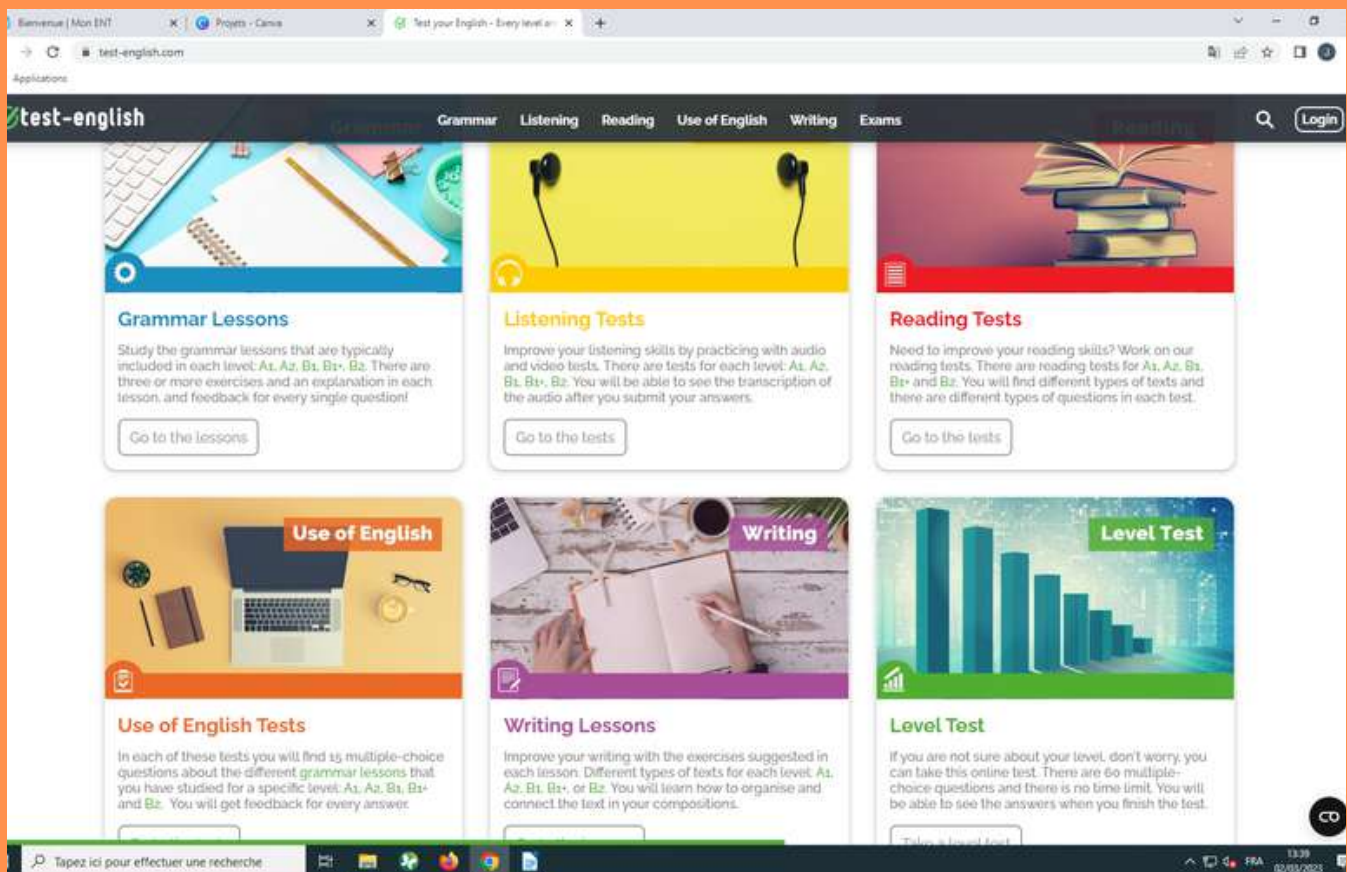 Bienvenue | Mon ENT
Projets - Canva
Test your English - Every level an
test-english.com
Applications
test-english
Grammar Listening Reading Use of English Writing Exams
Login
Grammar
Reading
Grammar Lessons
Study the grammar lessons that are typically
included in each level: A1, A2, B1, B1+, B2. There are
three or more exercises and an explanation in each
lesson, and feedback for every single question!
Go to the lessons
Listening Tests
Improve your listening skills by practicing with audio
and video tests. There are tests for each level: A1, A2,
B1, B1+, B2. You will be able to see the transcription of
the audio after you submit your answers.
Go to the tests
Reading Tests
Need to improve your reading skills? Work on our
reading tests. There are reading tests for A1, A2, B1,
B1+ and B2. You will find different types of texts and
there are different types of questions in each test.
Go to the tests
Use of English
Use of English Tests
In each of these tests you will find 15 multiple-choice
questions about the different grammar lessons that
you have studied for a specific level: A1, A2, B1, B1+
and B2. You will get feedback for every answer.
Writing
Writing Lessons
Improve your writing with the exercises suggested in
each lesson. Different types of texts for each level: A1,
A2, B1, B1+, or B2. You will learn how to organise and
connect the text in your compositions.
Level Test
Level Test
If you are not sure about your level, don't worry, you
can take this online test. There are 60 multiple-
choice questions and there is no time limit. You will
be able to see the answers when you finish the test.
Take a level test
Tapez ici pour effectuer une recherche
FRA
13:39
02/03/2023